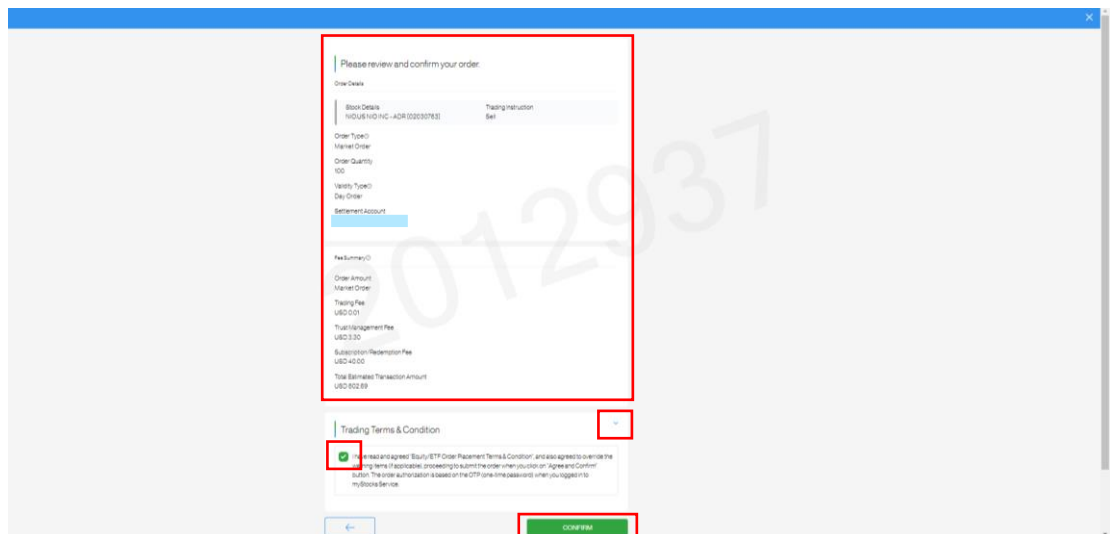 Please review and confirm your order.
Order Details
Stock Details
Trading Instruction
NIO US NIO INC - ADR (02030763)
Sell
Order Type
Market Order
Order Quantity
100
Validity Type
Day Order
Settlement Account
Fee Summary
Order Amount
Market Order
Trading Fee
USD 0.01
Trust Management Fee
USD 3.30
Subscription/Redemption Fee
USD 40.00
Total Estimated Transaction Amount
USD 602.69
Trading Terms & Condition
I have read and agreed "Equity/ETF Order Placement Terms & Condition", and also agreed to override the
warning items (if applicable), proceeding to submit the order when you click on "Agree and Confirm"
button. The order authorization is based on the OTP (one-time password) when you logged in to
myStocks Service.
CONFIRM
2012937